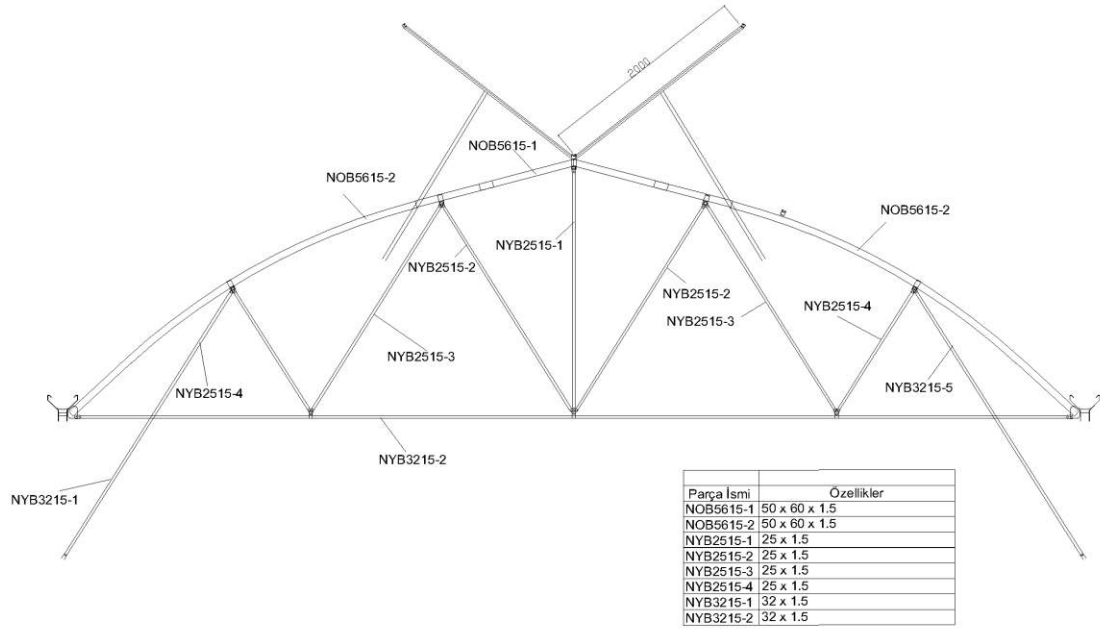 2000
NOB5615-1
NOB5615-2
NOB5615-2
NYB2515-1
NYB2515-2
NYB2515-2
NYB2515-3
NYB2515-4
NYB2515-3
NYB2515-4
NYB3215-5
NYB3215-2
NYB3215-1
Parça İsmi Özellikler
NOB5615-1 50 x 60 x 1.5
NOB5615-2 50 x 60 x 1.5
NYB2515-1 25 x 1.5
NYB2515-2 25 x 1.5
NYB2515-3 25 x 1.5
NYB2515-4 25 x 1.5
NYB3215-1 32 x 1.5
NYB3215-2 32 x 1.5